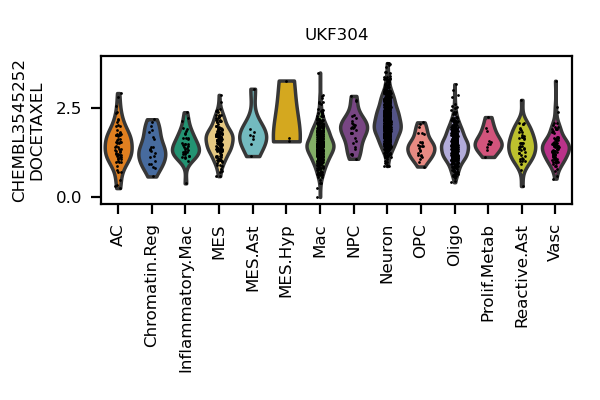 UKF304
CHEMBL3545252
DOCETAXEL
2.5
0.0
AC
Chromatin.Reg
Inflammatory.Mac
MES
MES.Ast
MES.Hyp
Mac
NPC
Neuron
OPC
Oligo
Prolif.Metab
Reactive.Ast
Vasc